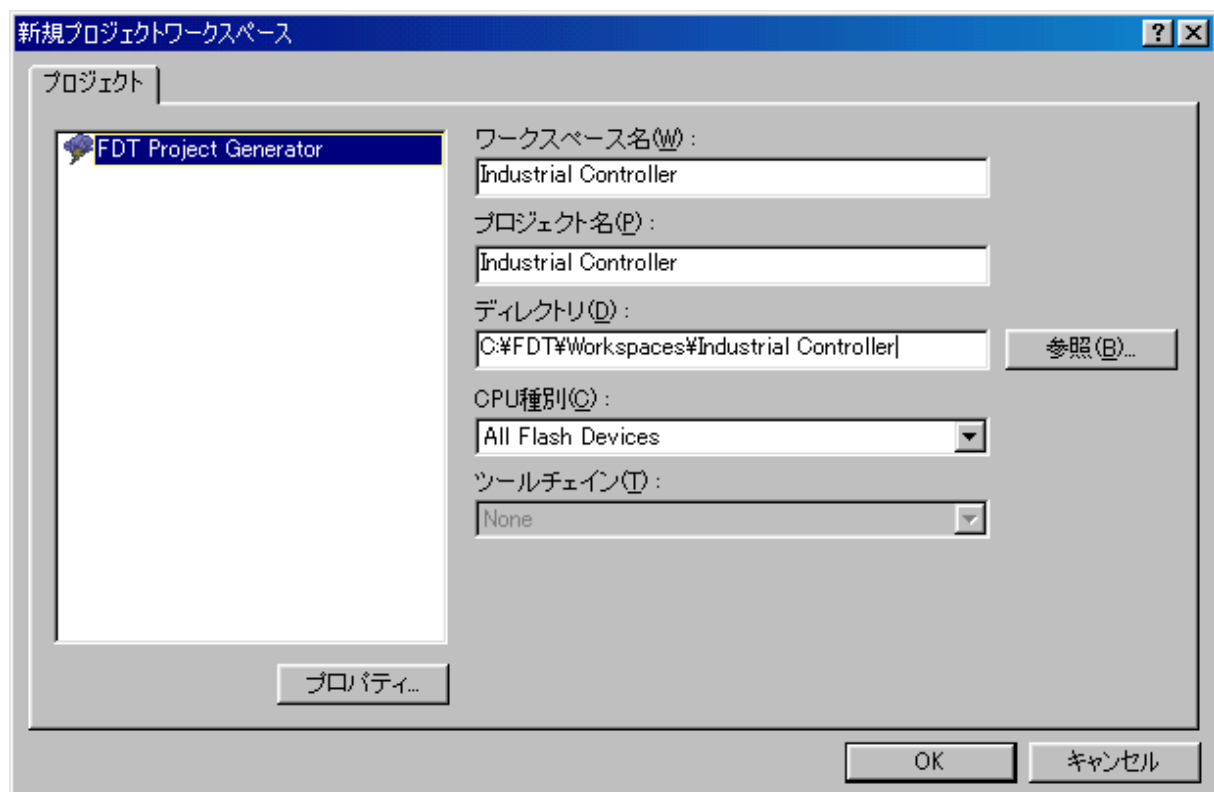 新規プロジェクトワークスペース
プロジェクト
FDT Project Generator
ワークスペース名(W) :
Industrial Controller
プロジェクト名(P) :
Industrial Controller
ディレクトリ(D) :
C:¥FDT¥Workspaces¥Industrial Controller
参照(B)...
CPU種別(C) :
All Flash Devices
ツールチェイン(T) :
None
プロパティ...
OK
キャンセル